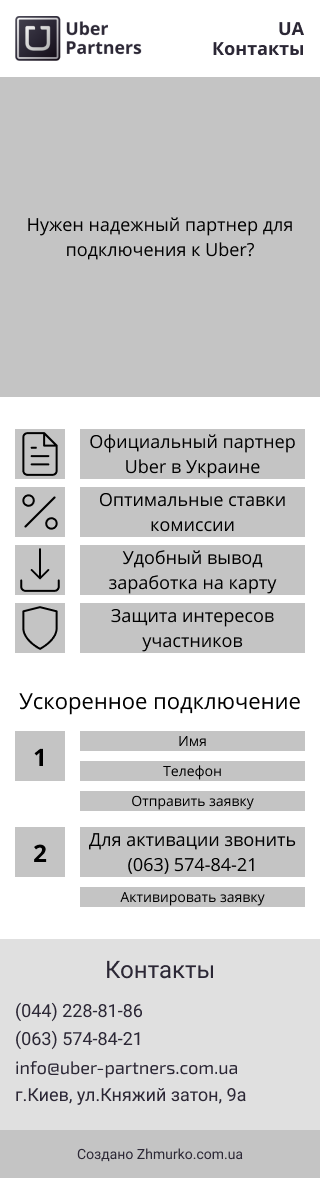 Uber
Partners
UA
Контакты
Нужен надежный партнер для
подключения к Uber?
Официальный партнер
Uber в Украине
Оптимальные ставки
комиссии
Удобный вывод
заработка на карту
Защита интересов
участников
Ускоренное подключение
1
Имя
Телефон
Отправить заявку
2
Для активации звонить
(063) 574-84-21
Активировать заявку
Контакты
(044) 228-81-86
(063) 574-84-21
info@uber-partners.com.ua
г.Киев, ул.Княжий затон, 9а
Создано Zhmurko.com.ua